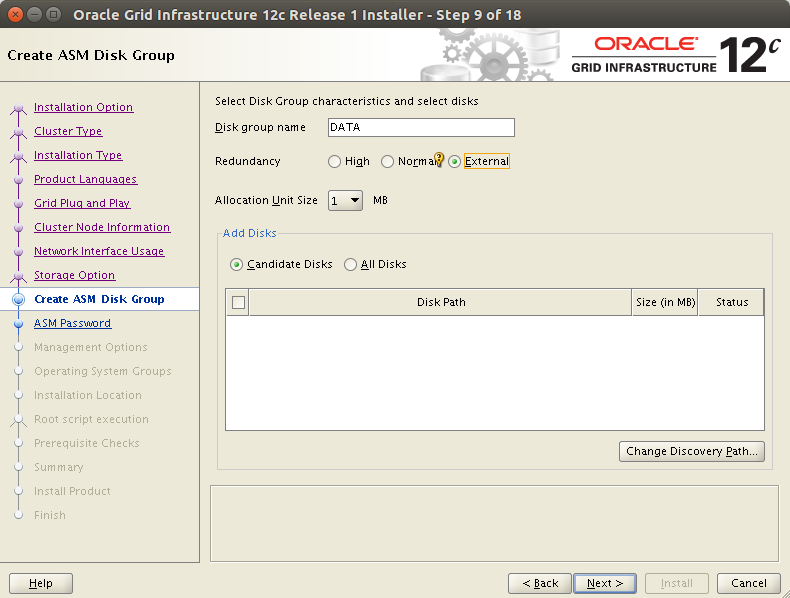 Oracle Grid Infrastructure 12c Release 1 Installer - Step 9 of 18
Create ASM Disk Group
ORACLE
GRID INFRASTRUCTURE 12c
Installation Option
Cluster Type
Installation Type
Product Languages
Grid Plug and Play
Cluster Node Information
Network Interface Usage
Storage Option
Create ASM Disk Group
ASM Password
Management Options
Operating System Groups
Installation Location
Root script execution
Prerequisite Checks
Summary
Install Product
Finish
Select Disk Group characteristics and select disks
Disk group name DATA
Redundancy High Normal External
Allocation Unit Size 1 MB
Add Disks
Candidate Disks All Disks
Disk Path Size (in MB) Status
Change Discovery Path...
Help < Back Next > Install Cancel